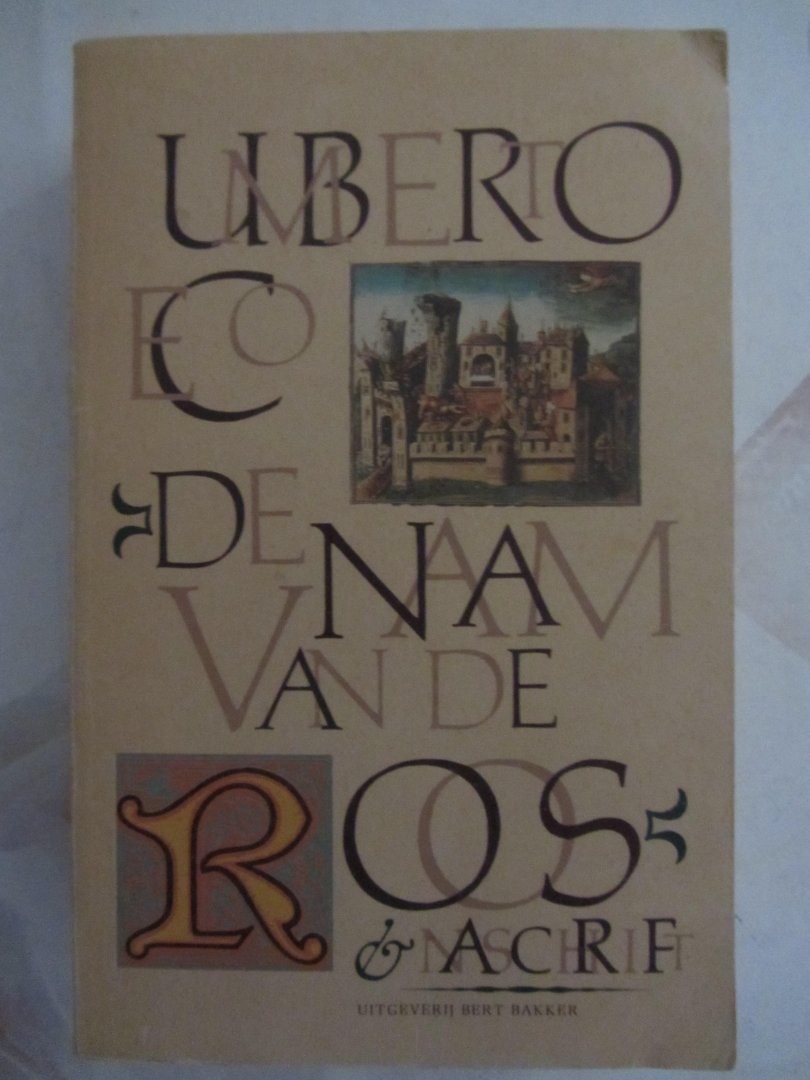 UMBERTO
ECO
DE NAAM
VAN DE
ROOS
& NASCHRIFT
UITGEVERIJ BERT BAKKER